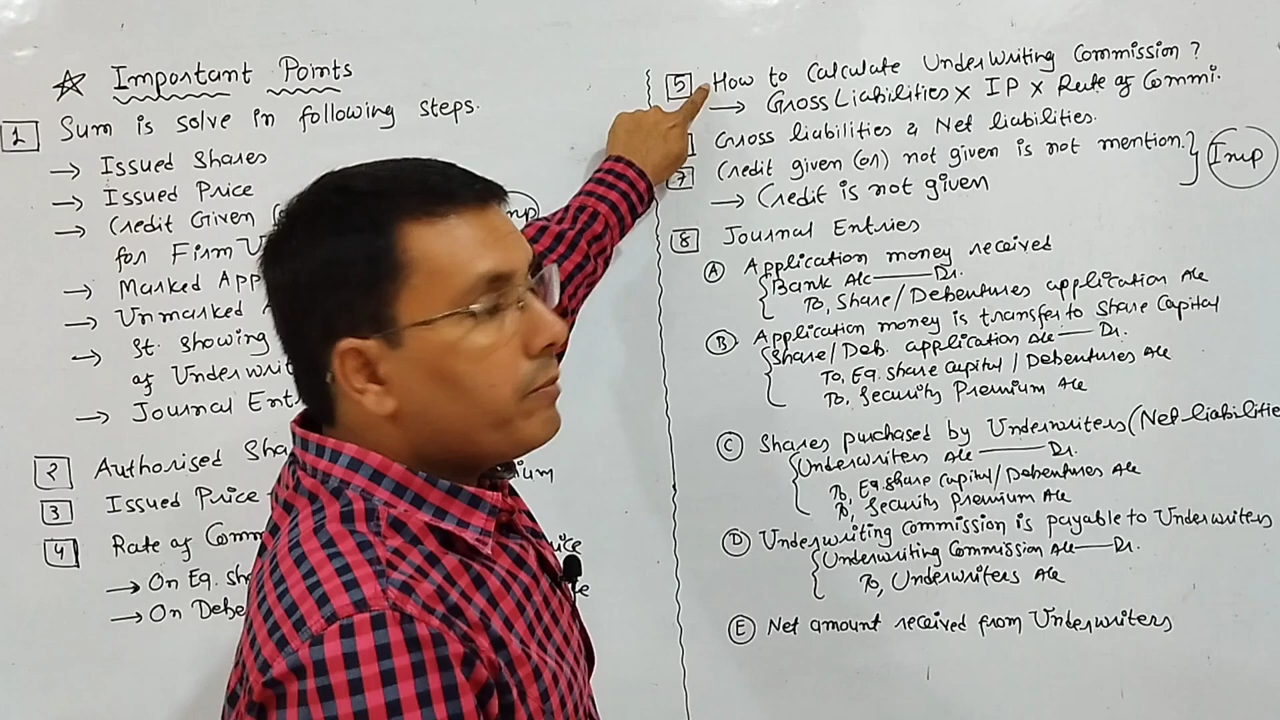 ☆ Important Points
1 Sum is solve in following steps.
→ Issued Shares
→ Issued Price
→ Credit Given
for Firm
→ Marked App
→ Unmarked
→ St. Showing
of Underwrit
→ Journal Ent
2 Authorised Sha
3 Issued Price
4 Rate of Comm
→ On Eq. sh
→ On Debe
5 How to Calculate UnderWriting Commission ?
→ Gross Liabilities × IP × Rate of Commi.
Gross liabilities & Net liabilities.
7 Credit given (or) not given is not mention. } Imp
→ Credit is not given
8 Journal Entries
A Application money received
Bank A/c —— Dr.
To, Share/Debentures application A/c
B Application money is transfer to Share Capital
Share/Deb. application A/c —— Dr.
To, Eq. Share Capital / Debentures A/c
To, Security Premium A/c
C Shares purchased by Underwriters (Net liabilitie
Underwriters A/c —— Dr.
To, Eq. Share Capital/Debentures A/c
To, Security Premium A/c
D Underwriting Commission is payable to Underwriters
Underwriting Commission A/c —— Dr.
To, Underwriters A/c
E Net amount received from Underwriters